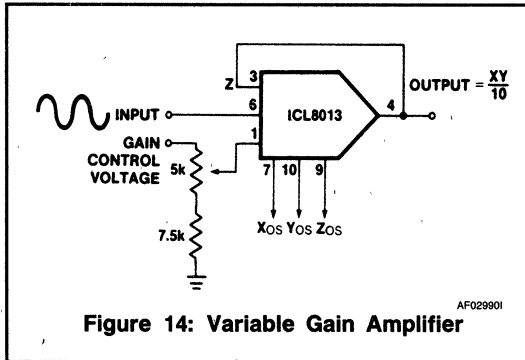 Z 3
INPUT 6 ICL8013 4 OUTPUT = XY/10
GAIN 1
CONTROL
VOLTAGE 5k
7 10 9
7.5k XOS YOS ZOS
AF02990I
Figure 14: Variable Gain Amplifier